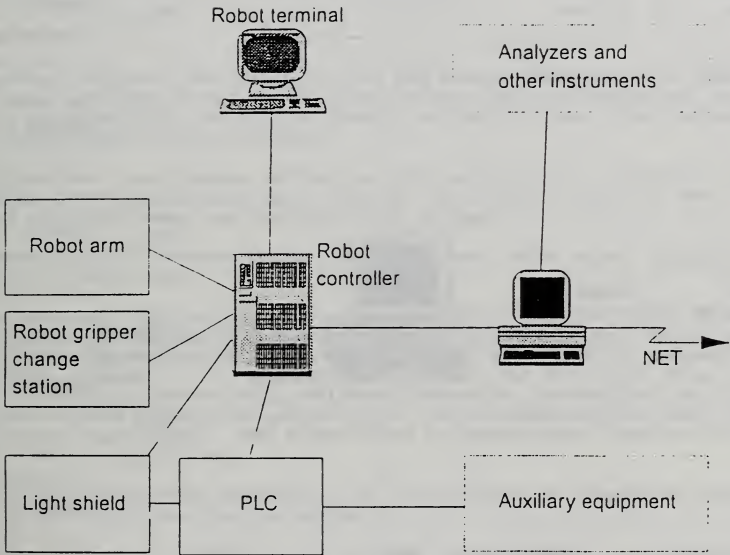 Robot terminal
Analyzers and
other instruments
Robot arm
Robot
controller
Robot gripper
change
station
NET
Light shield
PLC
Auxiliary equipment